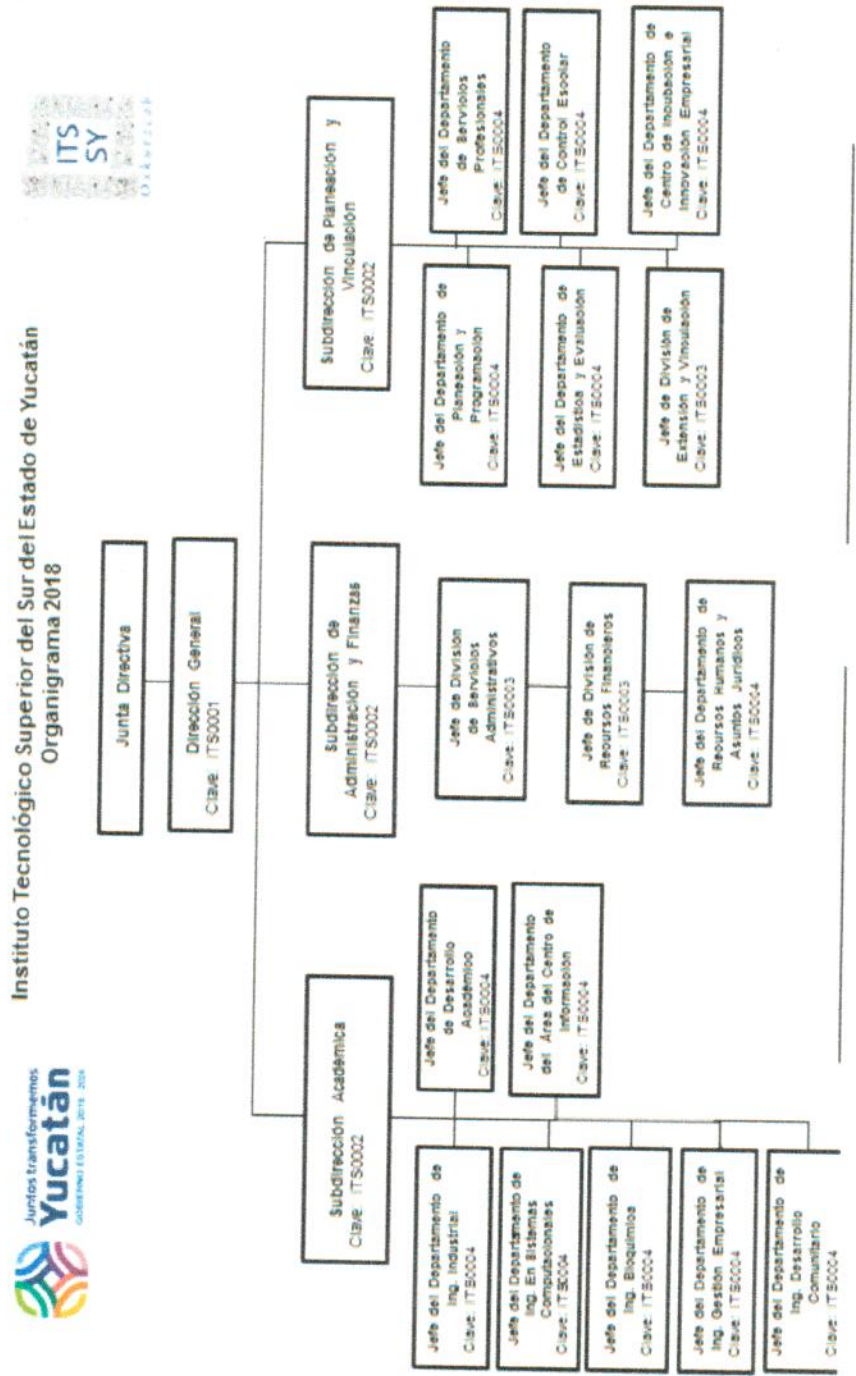 Juntos transformemos
Yucatán
GOBIERNO ESTATAL 2018 - 2024
Instituto Tecnológico Superior del Sur del Estado de Yucatán
Organigrama 2018
ITS
SY
Oxkutzcab
Junta Directiva
Dirección General
Clave: ITS0001
Subdirección Académica
Clave: ITS0002
Jefe del Departamento de
Ing. Industrial
Clave: ITS0004
Jefe del Departamento
de Desarrollo
Académico
Clave: ITS0004
Jefe del Departamento de
Ing. En Sistemas
Computacionales
Clave: ITS0004
Jefe del Departamento
del Área del Centro de
Información
Clave: ITS0004
Jefe del Departamento de
Ing. Bioquímica
Clave: ITS0004
Jefe del Departamento de
Ing. Gestión Empresarial
Clave: ITS0004
Jefe del Departamento de
Ing. Desarrollo
Comunitario
Clave: ITS0004
Subdirección de
Administración y Finanzas
Clave: ITS0002
Jefe de División
de Servicios
Administrativos
Clave: ITS0003
Jefe de División de
Recursos Financieros
Clave: ITS0003
Jefe del Departamento de
Recursos Humanos y
Asuntos Jurídicos
Clave: ITS0004
Subdirección de Planeación y
Vinculación
Clave: ITS0002
Jefe del Departamento de
Planeación y
Programación
Clave: ITS0004
Jefe del Departamento
de Servicios
Profesionales
Clave: ITS0004
Jefe del Departamento de
Estadística y Evaluación
Clave: ITS0004
Jefe del Departamento
de Control Escolar
Clave: ITS0004
Jefe de División de
Extensión y Vinculación
Clave: ITS0003
Jefe del Departamento de
Centro de Incubación e
Innovación Empresarial
Clave: ITS0004